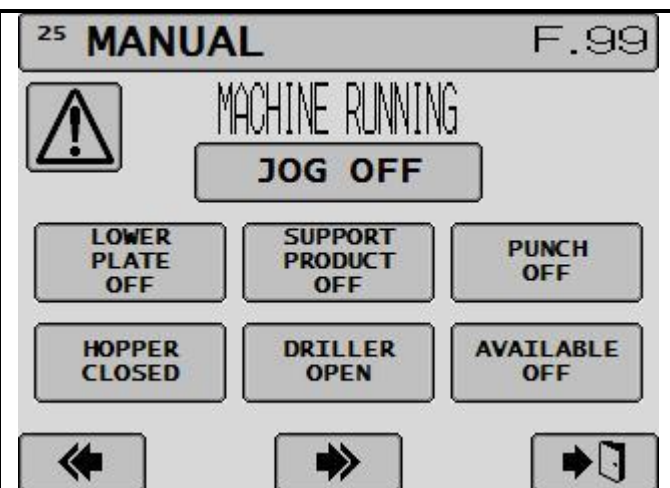 25 MANUAL F.99
MACHINE RUNNING
JOG OFF
LOWER
PLATE
OFF
SUPPORT
PRODUCT
OFF
PUNCH
OFF
HOPPER
CLOSED
DRILLER
OPEN
AVAILABLE
OFF